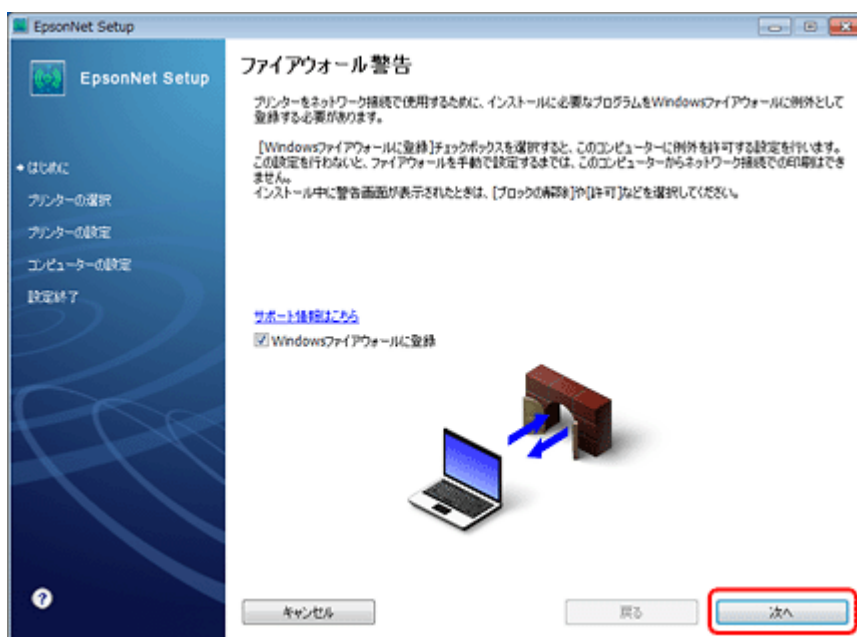 EpsonNet Setup
EpsonNet Setup
はじめに
プリンターの選択
プリンターの設定
コンピューターの設定
設定終了
ファイアウォール警告
プリンターをネットワーク接続で使用するために、インストールに必要なプログラムをWindowsファイアウォールに例外として
登録する必要があります。
［Windowsファイアウォールに登録］チェックボックスを選択すると、このコンピューターに例外を許可する設定を行います。
この設定を行わないと、ファイアウォールを手動で設定するまでは、このコンピューターからネットワーク接続での印刷はでき
ません。
インストール中に警告画面が表示されたときは、［ブロックの解除］や［許可］などを選択してください。
サポート情報はこちら
Windowsファイアウォールに登録
?
キャンセル
戻る
次へ